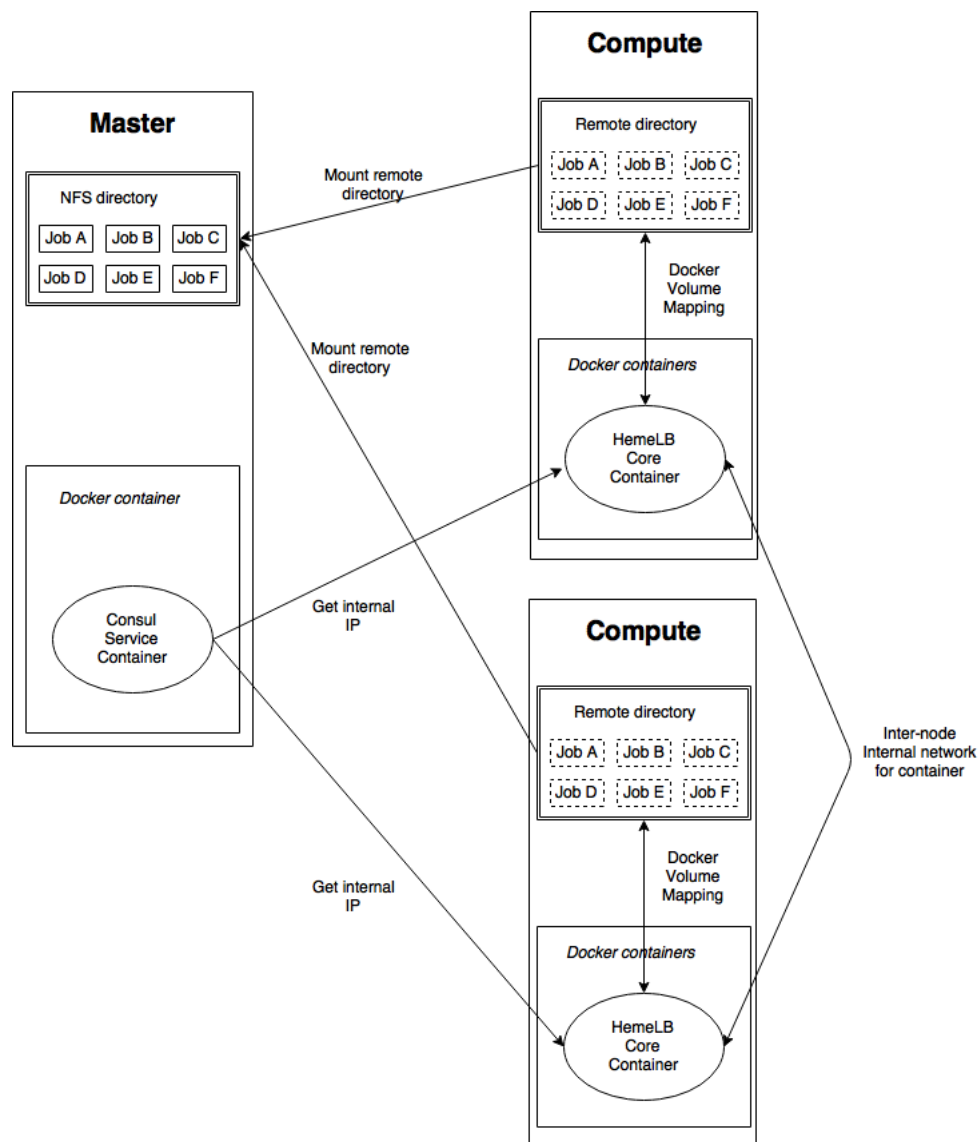 Master
NFS directory
Job A
Job B
Job C
Job D
Job E
Job F
Docker container
Consul
Service
Container
Mount remote
directory
Mount remote
directory
Get internal
IP
Get internal
IP
Compute
Remote directory
Job A
Job B
Job C
Job D
Job E
Job F
Docker
Volume
Mapping
Docker containers
HemeLB
Core
Container
Compute
Remote directory
Job A
Job B
Job C
Job D
Job E
Job F
Docker
Volume
Mapping
Docker containers
HemeLB
Core
Container
Inter-node
Internal network
for container